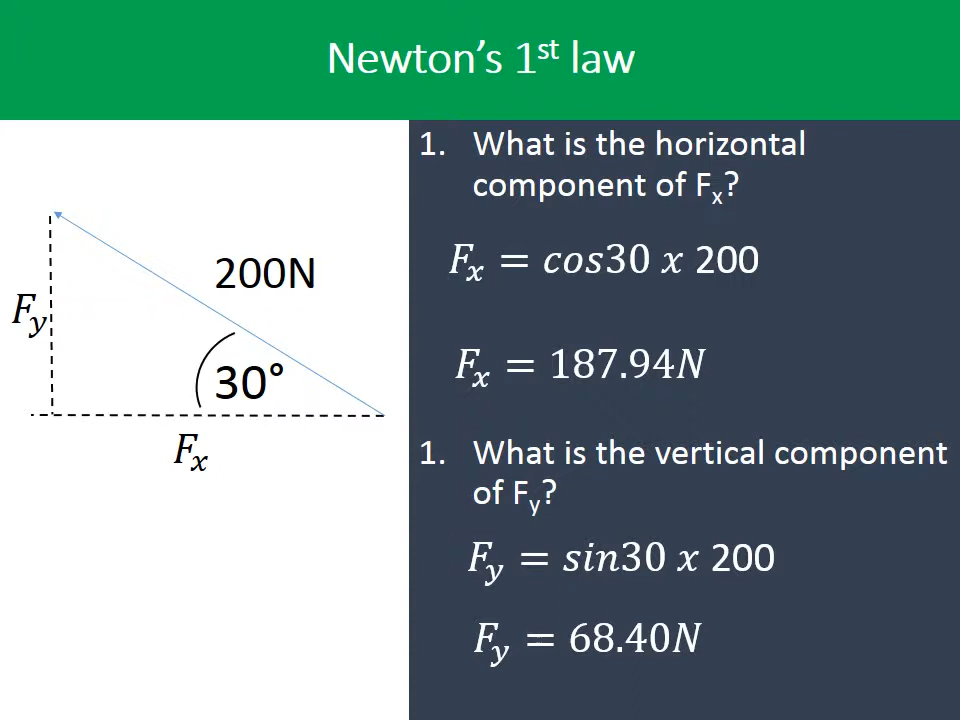 Newton’s 1st law
1. What is the horizontal
component of Fx?
Fx = cos30 x 200
Fx = 187.94N
1. What is the vertical component
of Fy?
Fy = sin30 x 200
Fy = 68.40N
200N
Fy
30°
Fx